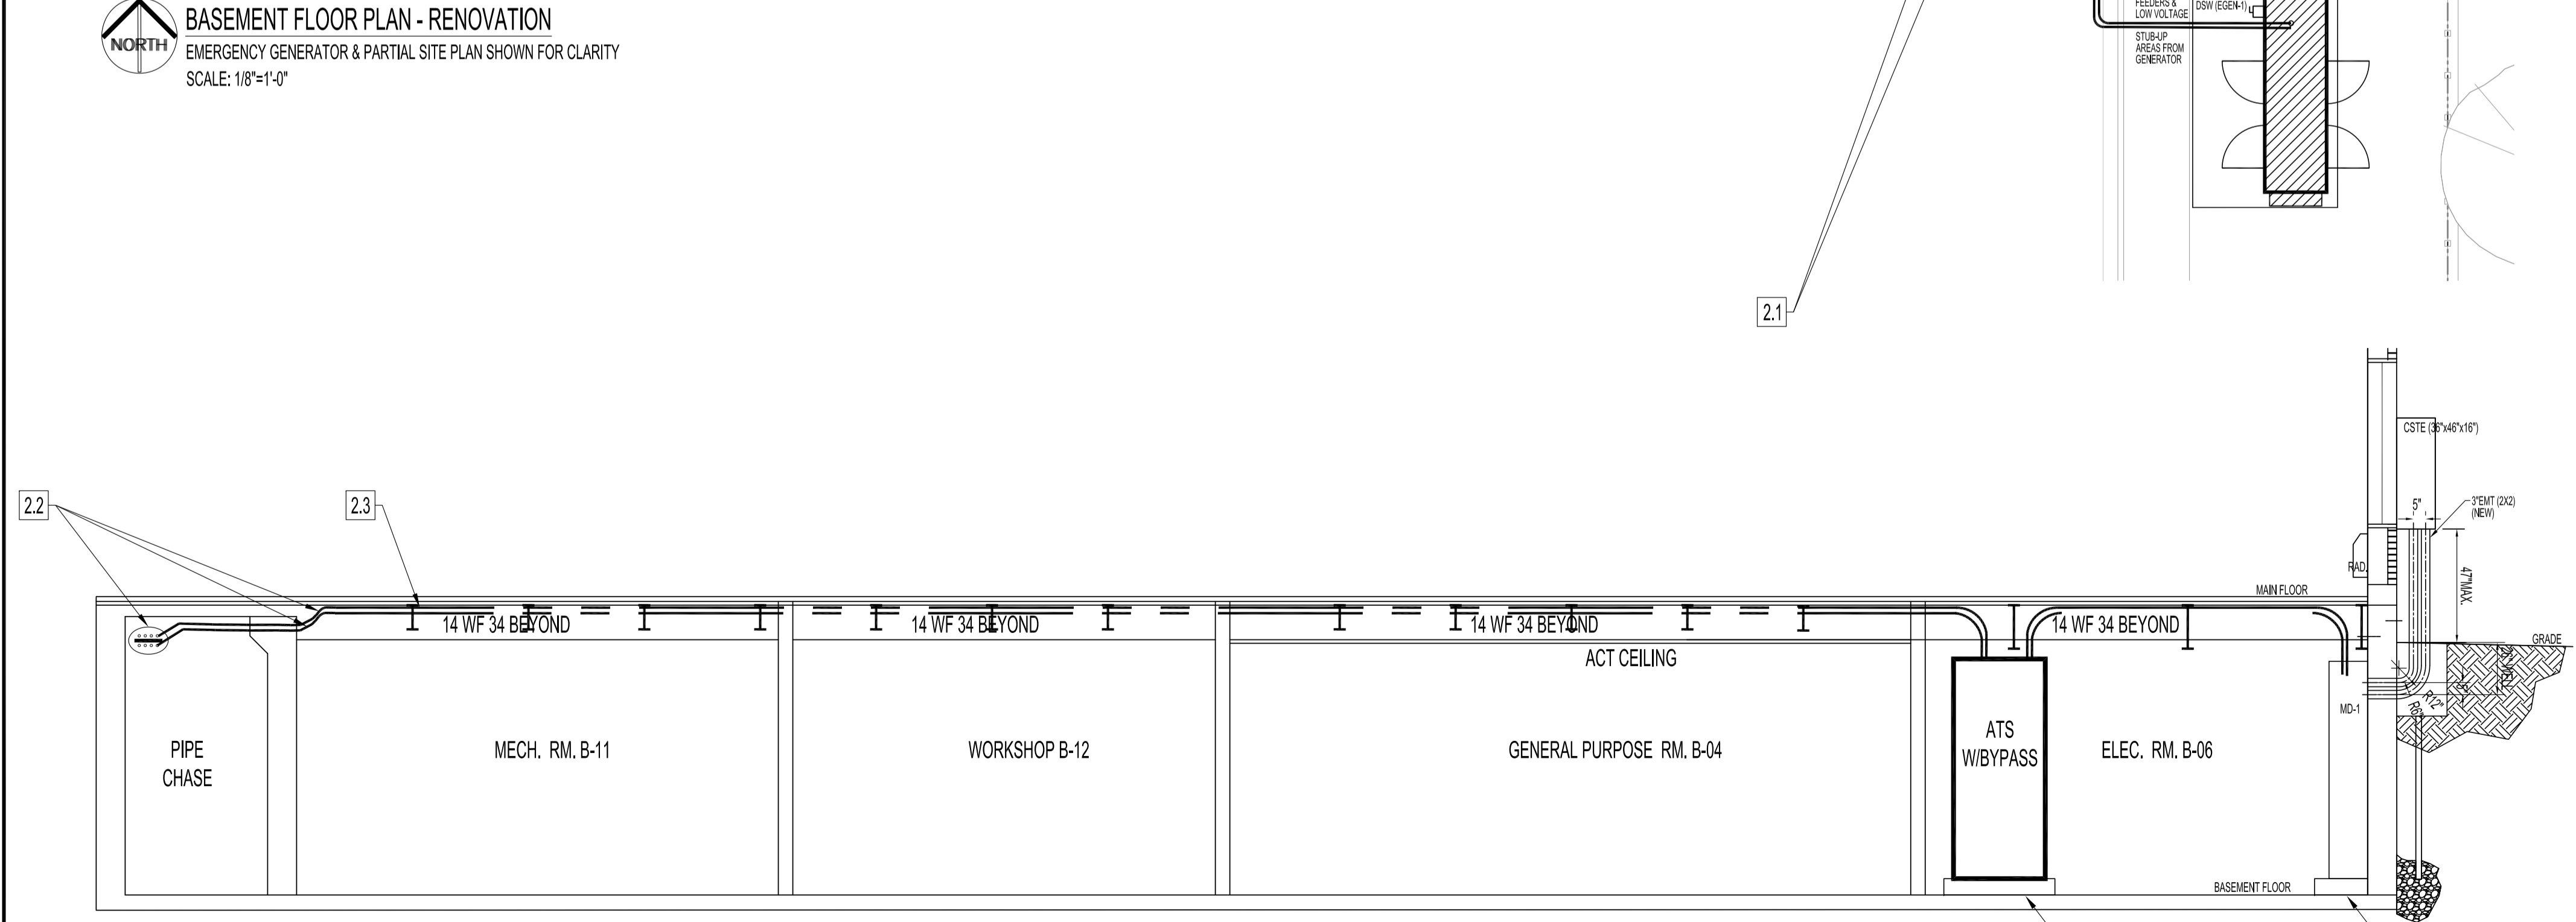 NORTH
BASEMENT FLOOR PLAN - RENOVATION
EMERGENCY GENERATOR & PARTIAL SITE PLAN SHOWN FOR CLARITY
SCALE: 1/8"=1'-0"
FEEDERS &
LOW VOLTAGE
DSW (EGEN-1)
STUB-UP
AREAS FROM
GENERATOR
2.1
2.2
2.3
CSTE (36"x46"x16")
5"
3"EMT (2X2)
(NEW)
47"MAX.
RAD.
MAIN FLOOR
GRADE
14 WF 34 BEYOND
14 WF 34 BEYOND
14 WF 34 BEYOND
14 WF 34 BEYOND
ACT CEILING
R12"
R6"
MD-1
PIPE
CHASE
MECH. RM. B-11
WORKSHOP B-12
GENERAL PURPOSE RM. B-04
ATS
W/BYPASS
ELEC. RM. B-06
BASEMENT FLOOR